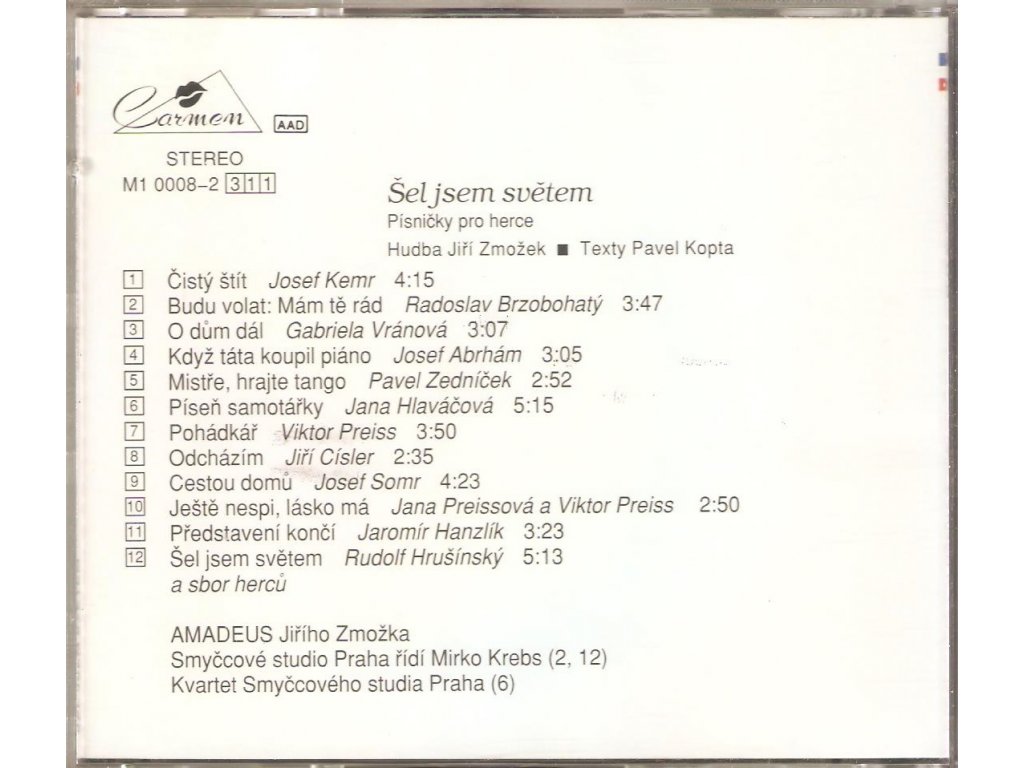 Carmen AAD
STEREO
M1 0008-2 311
Šel jsem světem
Písničky pro herce
Hudba Jiří Zmožek ■ Texty Pavel Kopta
1 Čistý štít Josef Kemr 4:15
2 Budu volat: Mám tě rád Radoslav Brzobohatý 3:47
3 O dům dál Gabriela Vránová 3:07
4 Když táta koupil piáno Josef Abrhám 3:05
5 Mistře, hrajte tango Pavel Zedníček 2:52
6 Píseň samotářky Jana Hlaváčová 5:15
7 Pohádkář Viktor Preiss 3:50
8 Odcházím Jiří Císler 2:35
9 Cestou domů Josef Somr 4:23
10 Ještě nespi, lásko má Jana Preissová a Viktor Preiss 2:50
11 Představení končí Jaromír Hanzlík 3:23
12 Šel jsem světem Rudolf Hrušínský 5:13
a sbor herců
AMADEUS Jiřího Zmožka
Smyčcové studio Praha řídí Mirko Krebs (2, 12)
Kvartet Smyčcového studia Praha (6)